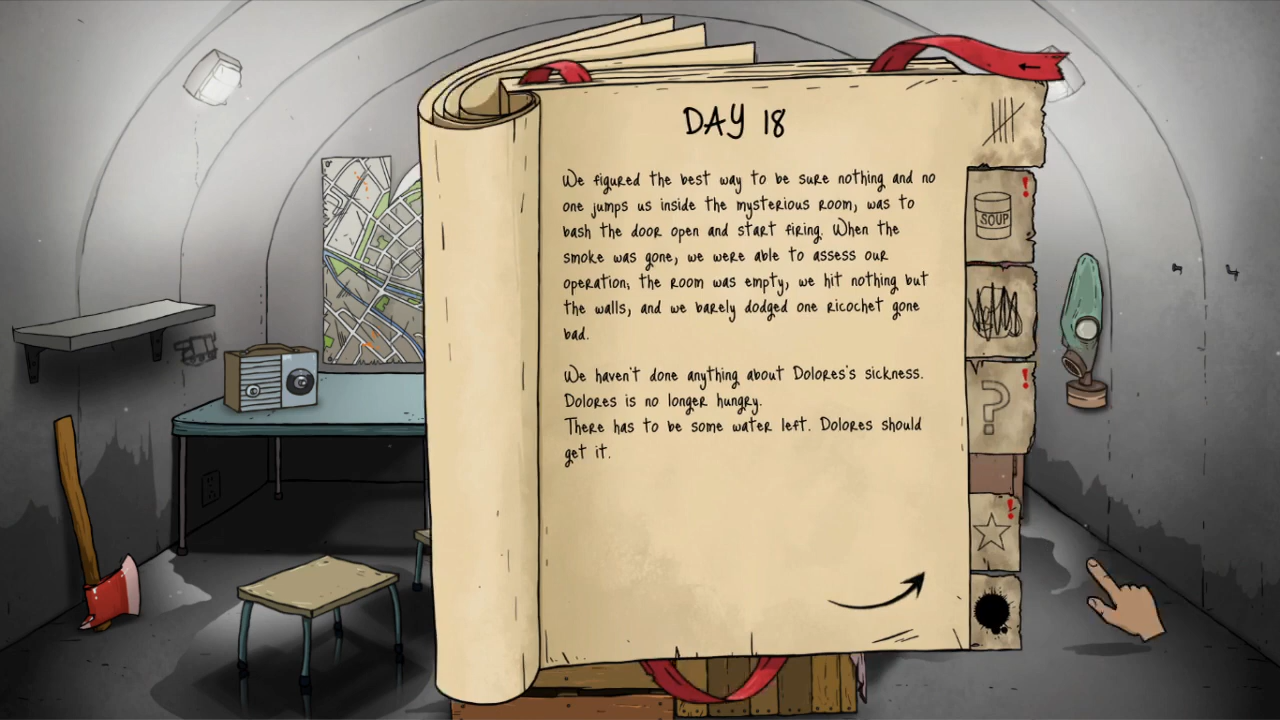 DAY 18
We figured the best way to be sure nothing and no
one jumps us inside the mysterious room, was to
bash the door open and start firing. When the
smoke was gone, we were able to assess our
operation; the room was empty, we hit nothing but
the walls, and we barely dodged one ricochet gone
bad.
We haven't done anything about Dolores's sickness.
Dolores is no longer hungry.
There has to be some water left. Dolores should
get it.
!
SOUP
!
?
!